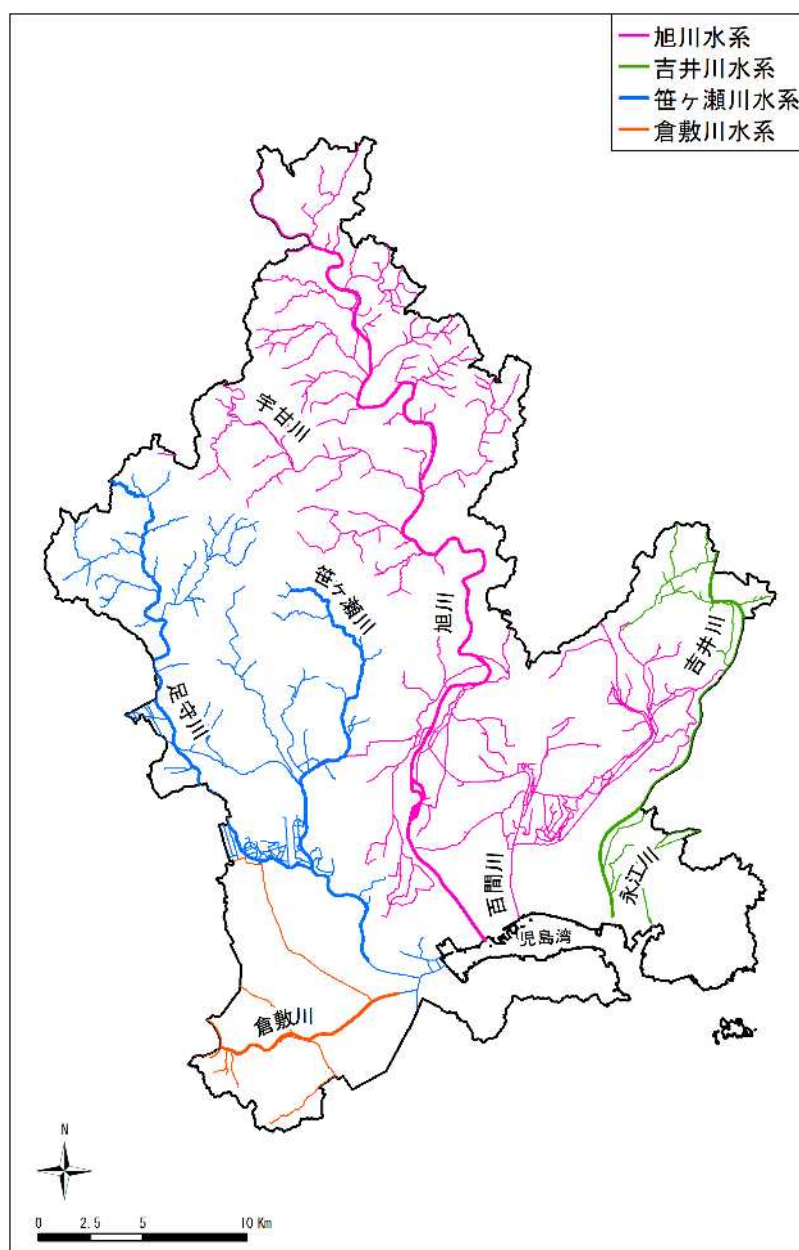 旭川水系
吉井川水系
笹ヶ瀬川水系
倉敷川水系
宇甘川
笹ヶ瀬川
旭川
吉井川
足守川
百間川
永江川
児島湾
倉敷川
N
0 2.5 5 10 Km